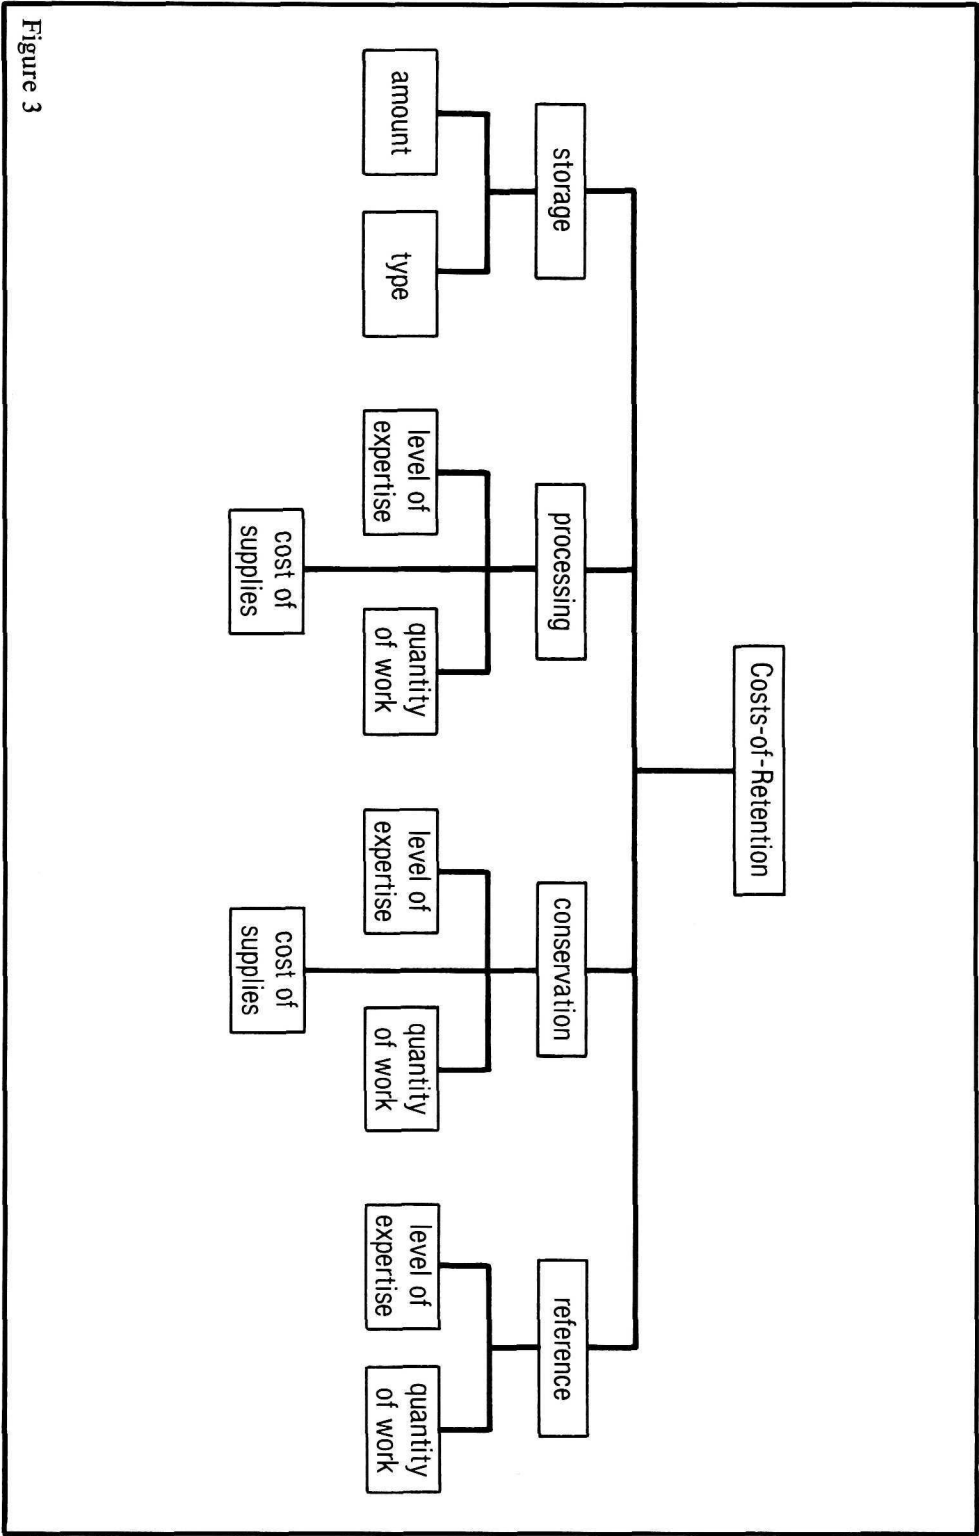 Costs-of-Retention
storage
processing
conservation
reference
amount
type
level of
expertise
quantity
of work
level of
expertise
quantity
of work
level of
expertise
quantity
of work
cost of
supplies
cost of
supplies
Figure 3